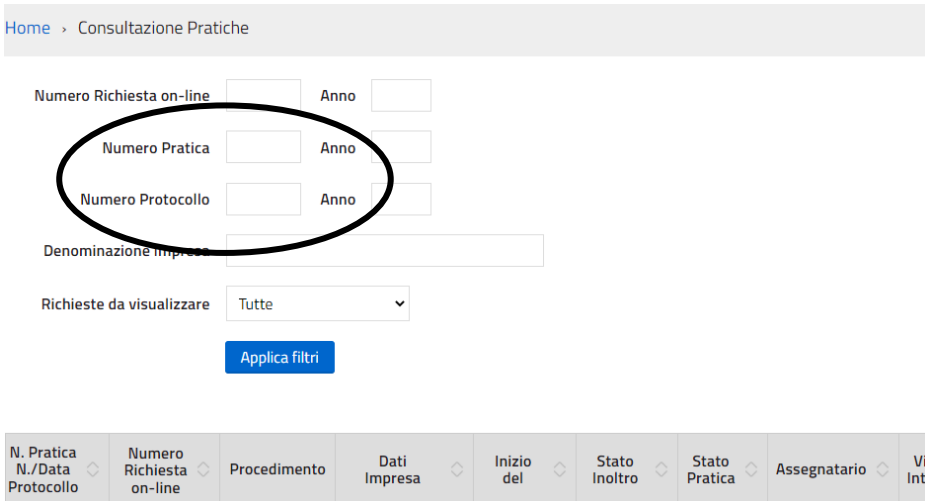 Home › Consultazione Pratiche
Numero Richiesta on-line Anno
Numero Pratica Anno
Numero Protocollo Anno
Denominazione Impresa
Richieste da visualizzare Tutte
Applica filtri
N. Pratica
N./Data
Protocollo
Numero
Richiesta
on-line
Procedimento
Dati
Impresa
Inizio
del
Stato
Inoltro
Stato
Pratica
Assegnatario